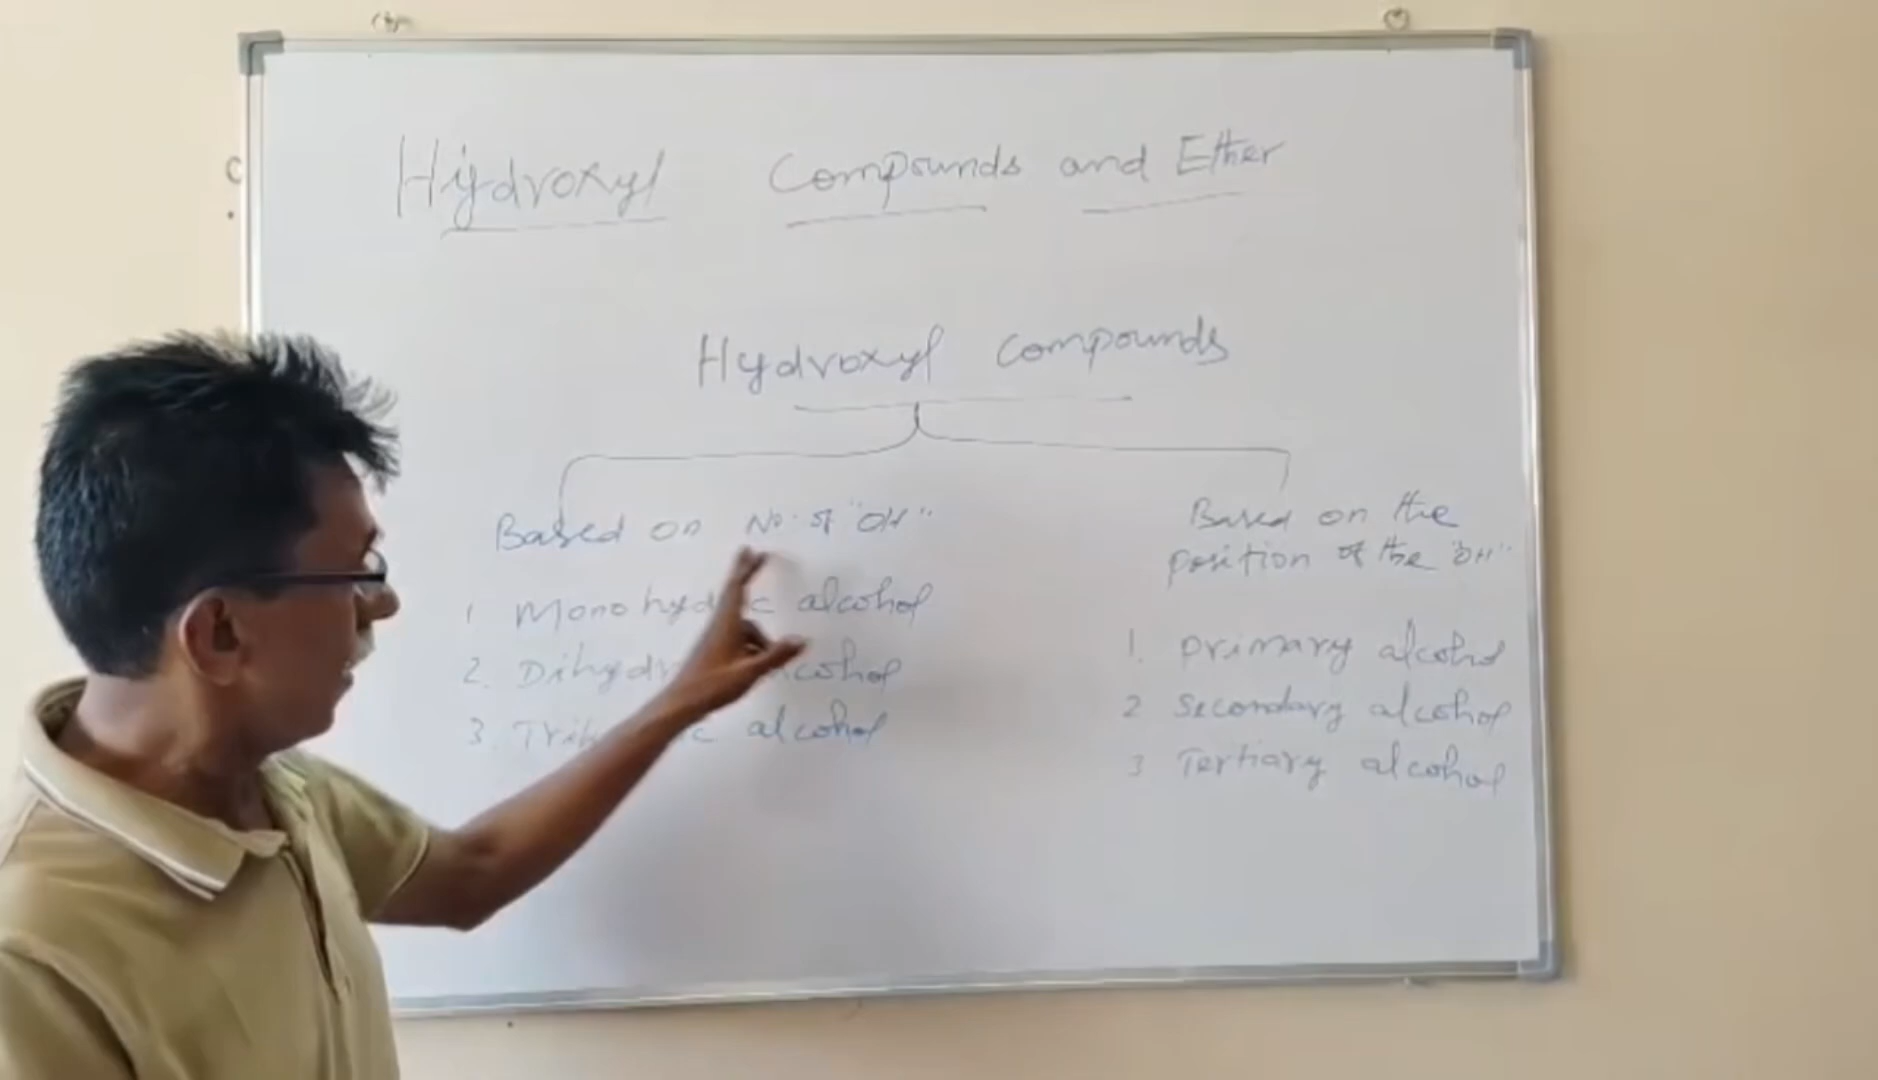 Hydroxyl Compounds and Ether
Hydroxyl compounds
Based on No. of "OH"
1 Monohyd c alcohol
2. Dihydr cohol
3. Trih c alcohol
Based on the
position of the "OH"
1. primary alcohol
2 Secondary alcohol
3 Tertiary alcohol